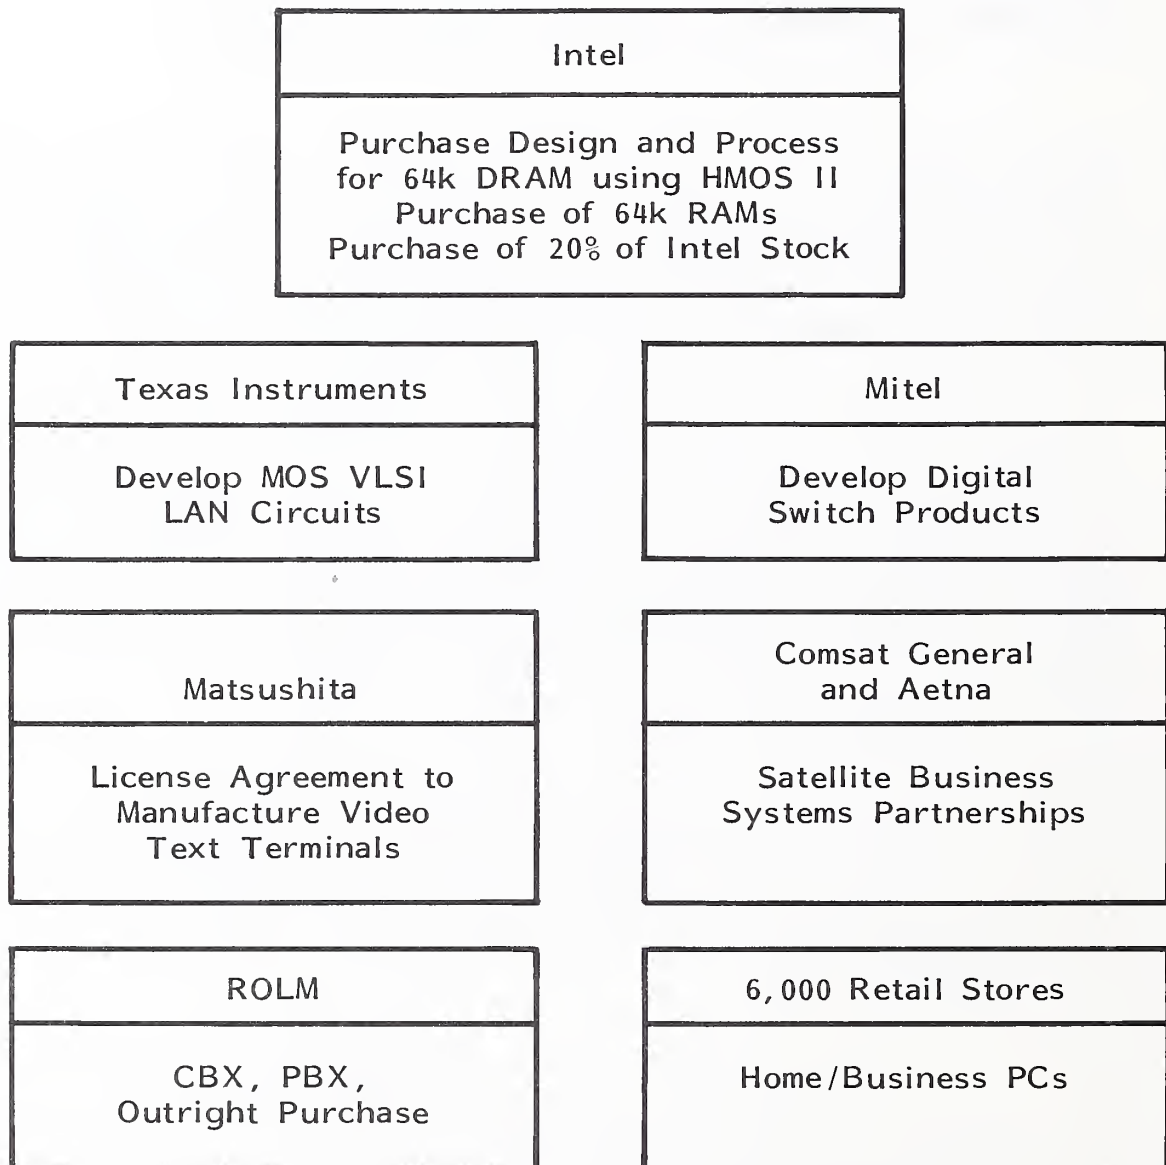 Intel
Purchase Design and Process
for 64k DRAM using HMOS II
Purchase of 64k RAMs
Purchase of 20% of Intel Stock
Texas Instruments
Develop MOS VLSI
LAN Circuits
Mitel
Develop Digital
Switch Products
Matsushita
License Agreement to
Manufacture Video
Text Terminals
Comsat General
and Aetna
Satellite Business
Systems Partnerships
ROLM
CBX, PBX,
Outright Purchase
6,000 Retail Stores
Home/Business PCs